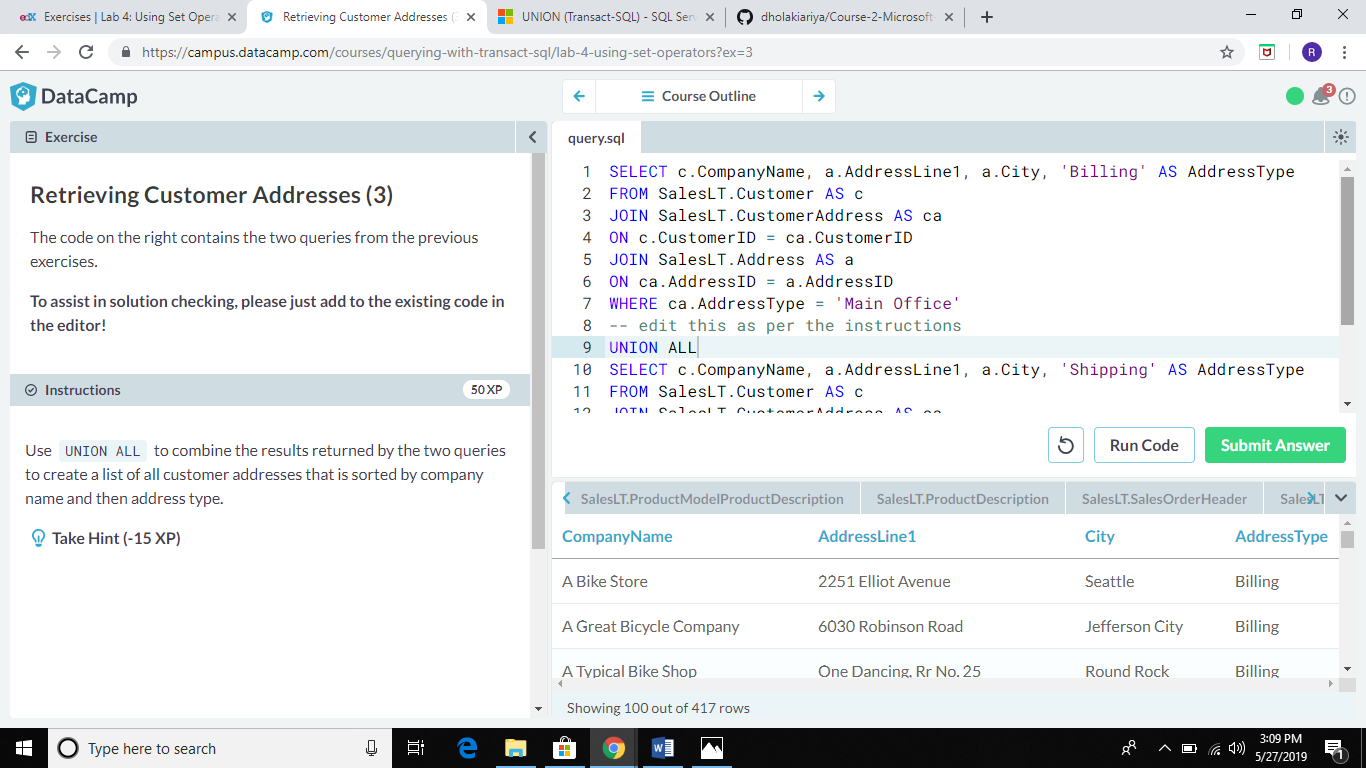 edX Exercises | Lab 4: Using Set Opera
Retrieving Customer Addresses (3
UNION (Transact-SQL) - SQL Serv
dholakiariya/Course-2-Microsoft-
https://campus.datacamp.com/courses/querying-with-transact-sql/lab-4-using-set-operators?ex=3
R
DataCamp
Course Outline
3
Exercise
query.sql
Retrieving Customer Addresses (3)
The code on the right contains the two queries from the previous
exercises.
To assist in solution checking, please just add to the existing code in
the editor!
Instructions
50 XP
Use UNION ALL to combine the results returned by the two queries
to create a list of all customer addresses that is sorted by company
name and then address type.
Take Hint (-15 XP)
1 SELECT c.CompanyName, a.AddressLine1, a.City, 'Billing' AS AddressType
2 FROM SalesLT.Customer AS c
3 JOIN SalesLT.CustomerAddress AS ca
4 ON c.CustomerID = ca.CustomerID
5 JOIN SalesLT.Address AS a
6 ON ca.AddressID = a.AddressID
7 WHERE ca.AddressType = 'Main Office'
8 -- edit this as per the instructions
9 UNION ALL
10 SELECT c.CompanyName, a.AddressLine1, a.City, 'Shipping' AS AddressType
11 FROM SalesLT.Customer AS c
12 JOIN SalesLT.CustomerAddress AS ca
Run Code
Submit Answer
SalesLT.ProductModelProductDescription SalesLT.ProductDescription SalesLT.SalesOrderHeader SalesLT
CompanyName AddressLine1 City AddressType
A Bike Store 2251 Elliot Avenue Seattle Billing
A Great Bicycle Company 6030 Robinson Road Jefferson City Billing
A Typical Bike Shop One Dancing, Rr No. 25 Round Rock Billing
Showing 100 out of 417 rows
Type here to search
3:09 PM
5/27/2019
1